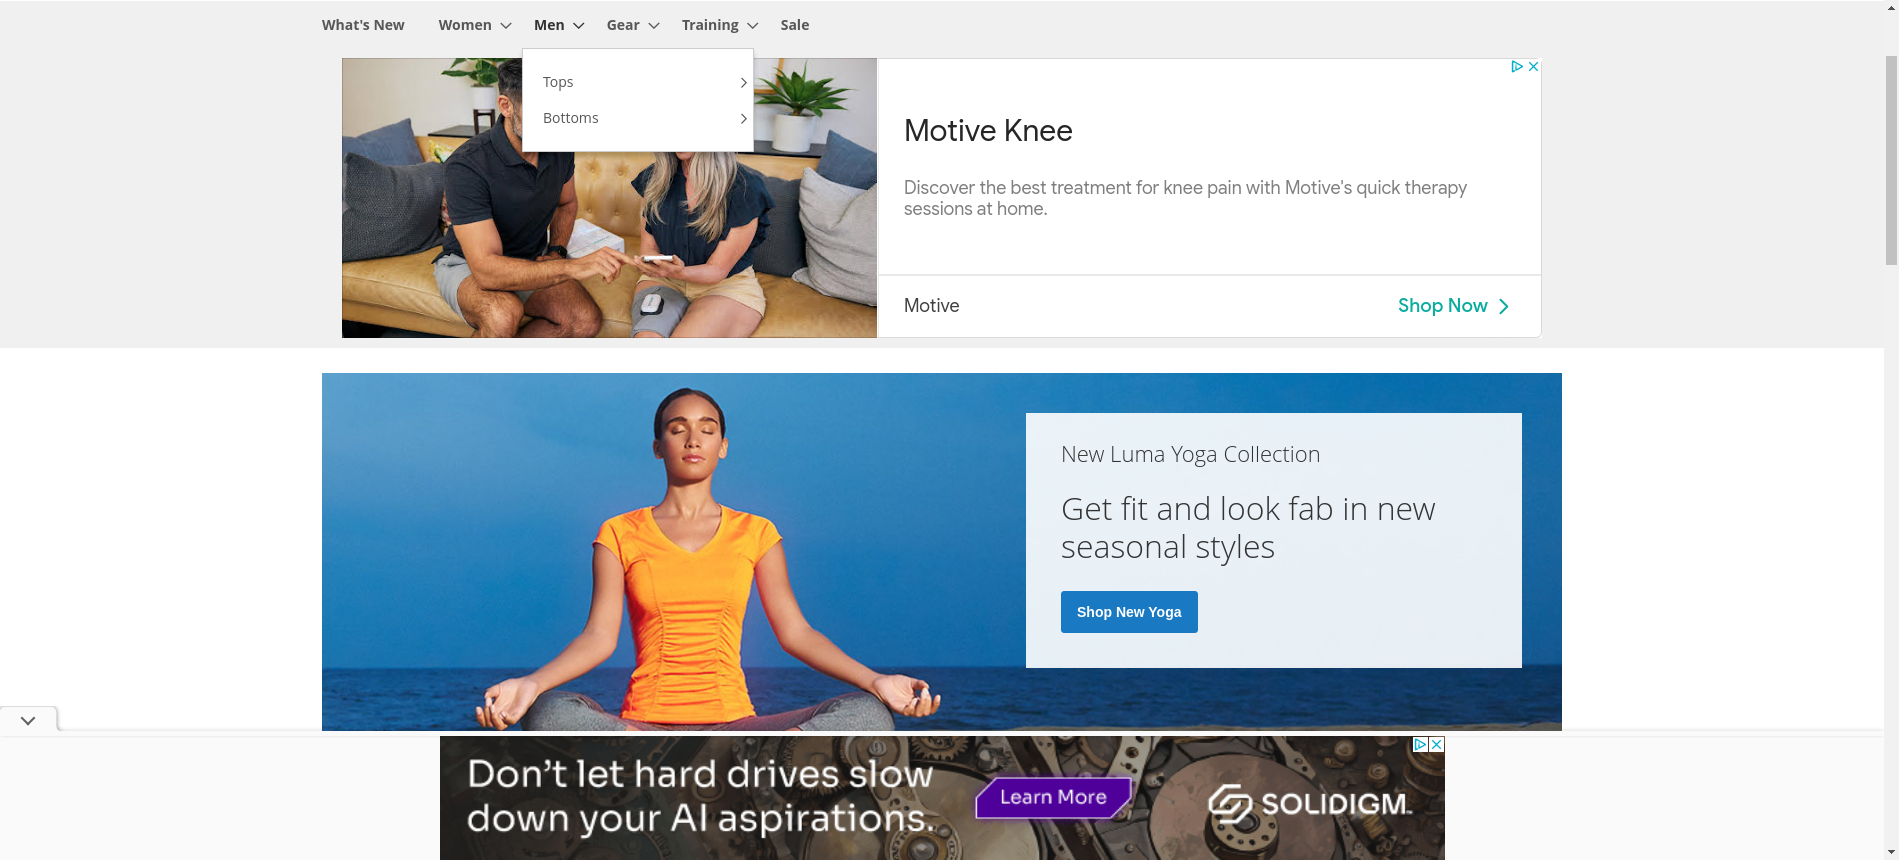 What's New Women Men Gear Training Sale
Tops
Bottoms
Motive Knee
Discover the best treatment for knee pain with Motive's quick therapy
sessions at home.
Motive Shop Now
New Luma Yoga Collection
Get fit and look fab in new
seasonal styles
Shop New Yoga
Don't let hard drives slow
down your AI aspirations.
Learn More
SOLIDIGM